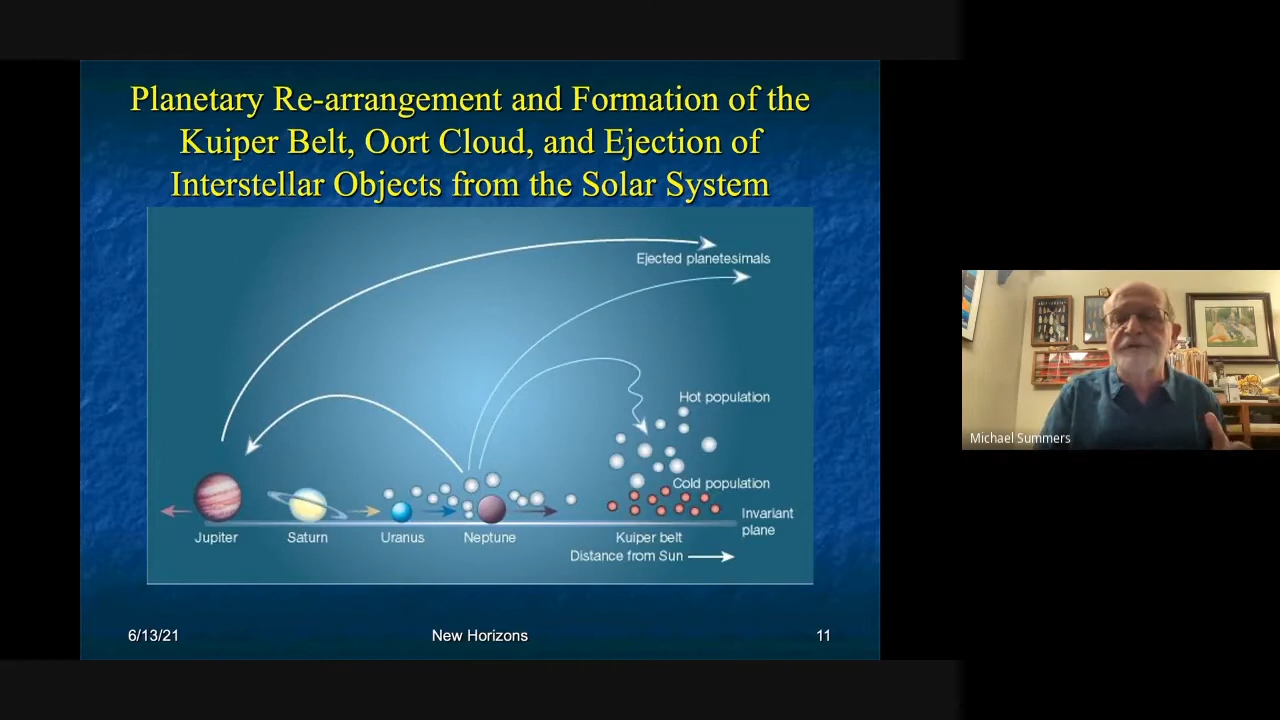 Planetary Re-arrangement and Formation of the
Kuiper Belt, Oort Cloud, and Ejection of
Interstellar Objects from the Solar System
Ejected planetesimals
Hot population
Cold population
Invariant
plane
Jupiter
Saturn
Uranus
Neptune
Kuiper belt
Distance from Sun
6/13/21
New Horizons
11
Michael Summers